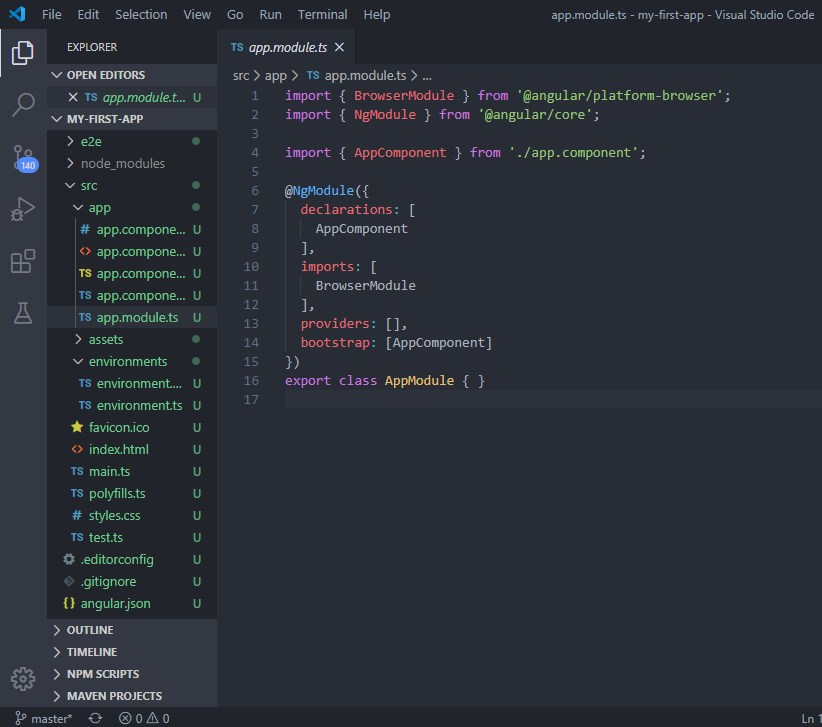 File Edit Selection View Go Run Terminal Help app.module.ts - my-first-app - Visual Studio Code
EXPLORER
OPEN EDITORS
TS app.module.t... U
MY-FIRST-APP
e2e
node_modules
src
app
# app.compone... U
<> app.compone... U
TS app.compone... U
TS app.compone... U
TS app.module.ts U
assets
environments
TS environment.... U
TS environment.ts U
favicon.ico U
<> index.html U
TS main.ts U
TS polyfills.ts U
# styles.css U
TS test.ts U
.editorconfig U
.gitignore U
{} angular.json U
OUTLINE
TIMELINE
NPM SCRIPTS
MAVEN PROJECTS
140
TS app.module.ts
src > app > TS app.module.ts > ...
1 import { BrowserModule } from '@angular/platform-browser';
2 import { NgModule } from '@angular/core';
3
4 import { AppComponent } from './app.component';
5
6 @NgModule({
7 declarations: [
8 AppComponent
9 ],
10 imports: [
11 BrowserModule
12 ],
13 providers: [],
14 bootstrap: [AppComponent]
15 })
16 export class AppModule { }
17
master* 0 0 Ln 1